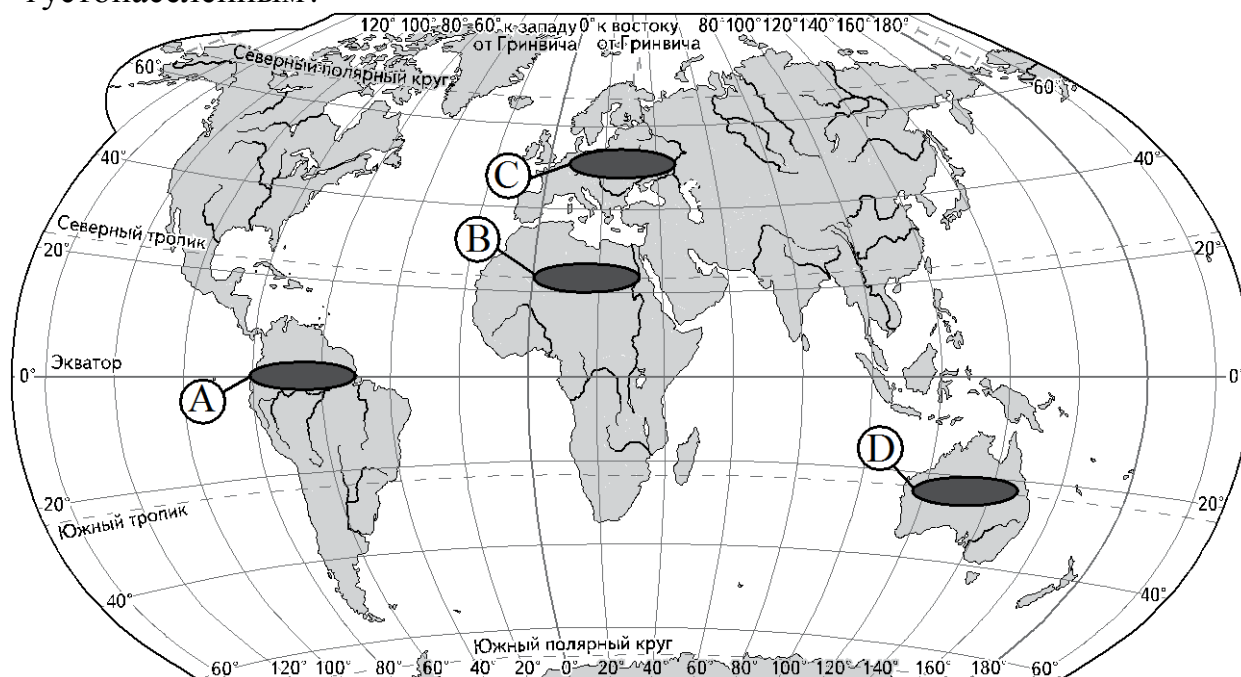 густонаселенным?
120° 100° 80° 60° к западу 0° к востоку 80° 100° 120° 140° 160° 180°
от Гринвича от Гринвича
60° Северный полярный круг 60°
40° 40°
C
Северный тропик
B
20° 20°
Экватор
0° 0°
A
D
20° 20°
Южный тропик
40° 40°
Южный полярный круг
60° 120° 100° 80° 60° 40° 20° 0° 20° 40° 60° 80° 100° 120° 140° 160° 180° 60°